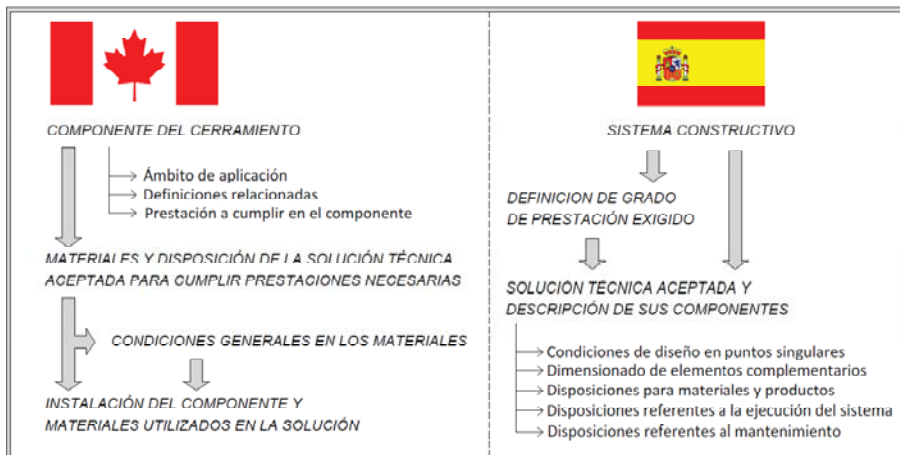 COMPONENTE DEL CERRAMIENTO
Ámbito de aplicación
Definiciones relacionadas
Prestación a cumplir en el componente
MATERIALES Y DISPOSICIÓN DE LA SOLUCIÓN TÉCNICA
ACEPTADA PARA CUMPLIR PRESTACIONES NECESARIAS
CONDICIONES GENERALES EN LOS MATERIALES
INSTALACIÓN DEL COMPONENTE Y
MATERIALES UTILIZADOS EN LA SOLUCIÓN
SISTEMA CONSTRUCTIVO
DEFINICION DE GRADO
DE PRESTACIÓN EXIGIDO
SOLUCIÓN TÉCNICA ACEPTADA Y
DESCRIPCIÓN DE SUS COMPONENTES
Condiciones de diseño en puntos singulares
Dimensionado de elementos complementarios
Disposiciones para materiales y productos
Disposiciones referentes a la ejecución del sistema
Disposiciones referentes al mantenimiento